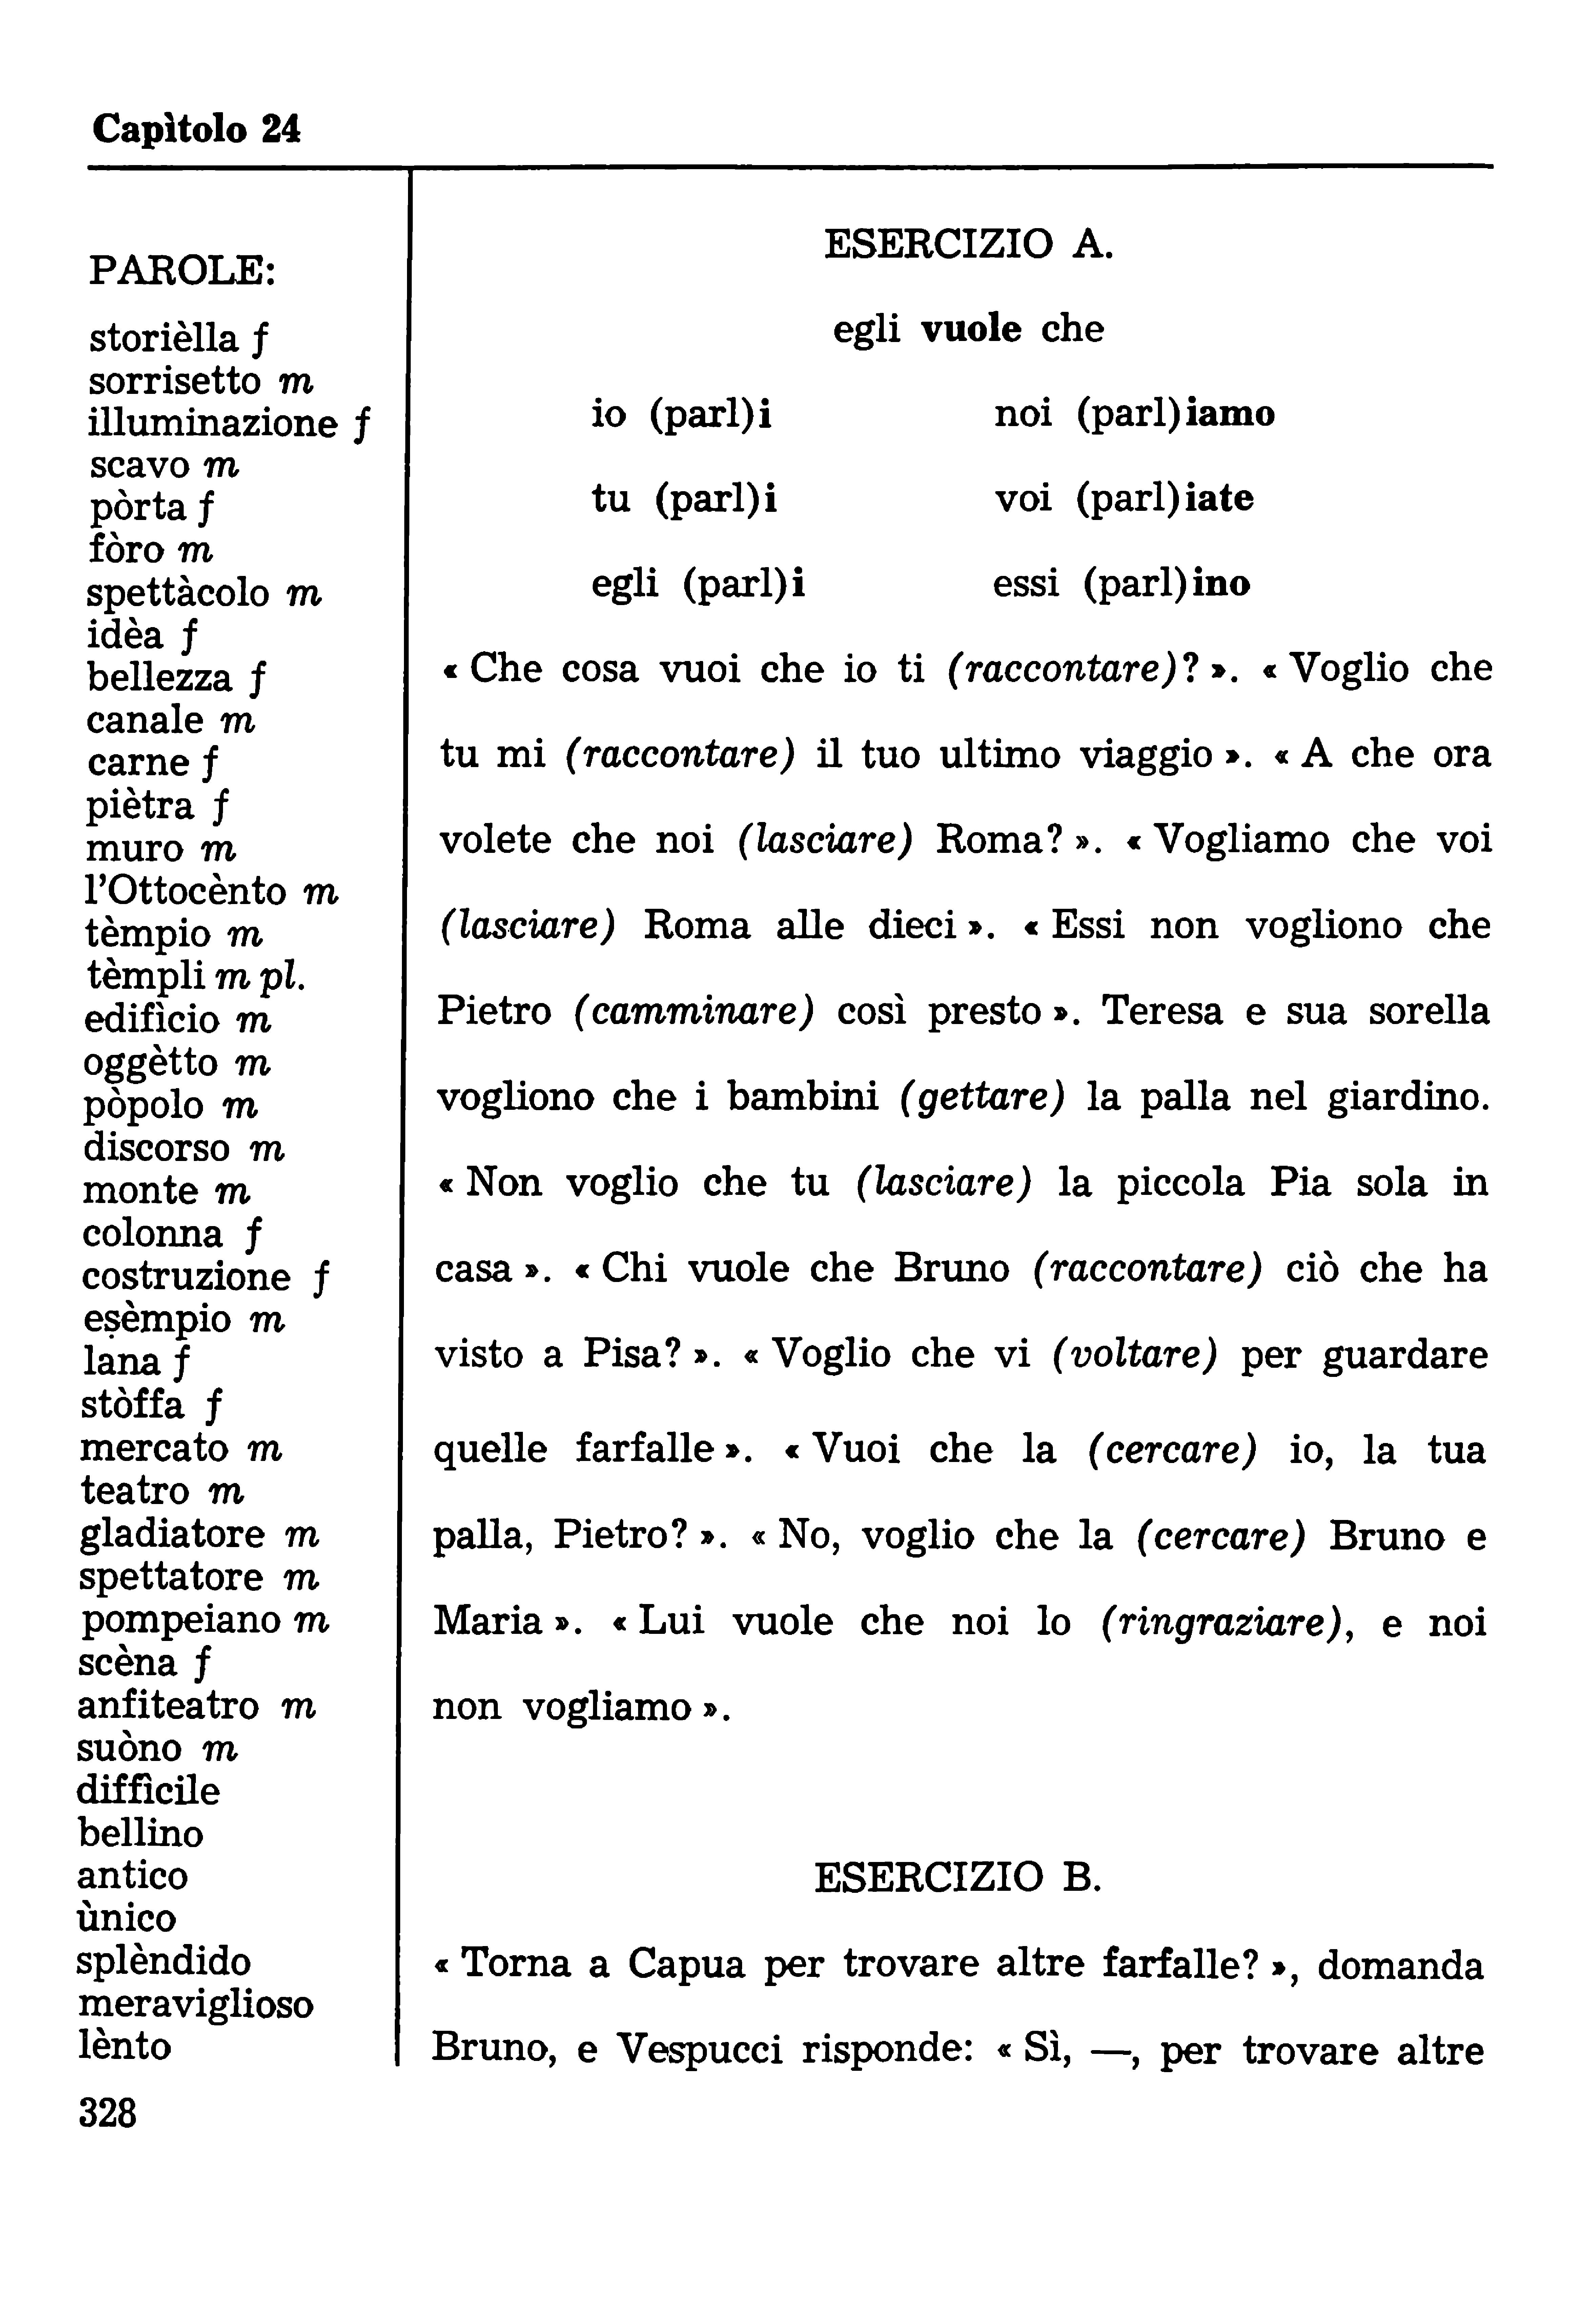 Capìtolo 24
PAROLE:
storièlla f
sorrisetto m
illuminazione f
scavo m
pòrta f
fòro m
spettàcolo m
idèa f
bellezza f
canale m
carne f
piètra f
muro m
l'Ottocènto m
tèmpio m
tèmpli m pl.
edifìcio m
oggètto m
pòpolo m
discorso m
monte m
colonna f
costruzione f
eṣèmpio m
lana f
stòffa f
mercato m
teatro m
gladiatore m
spettatore m
pompeiano m
scèna f
anfiteatro m
suòno m
diffìcile
bellino
antico
ùnico
splèndido
meraviglioso
lènto
328
ESERCIZIO A.
egli vuole che
io (parl)i noi (parl)iamo
tu (parl)i voi (parl)iate
egli (parl)i essi (parl)ino
« Che cosa vuoi che io ti (raccontare)? ». « Voglio che
tu mi (raccontare) il tuo ultimo viaggio ». « A che ora
volete che noi (lasciare) Roma? ». « Vogliamo che voi
(lasciare) Roma alle dieci ». « Essi non vogliono che
Pietro (camminare) così presto ». Teresa e sua sorella
vogliono che i bambini (gettare) la palla nel giardino.
« Non voglio che tu (lasciare) la piccola Pia sola in
casa ». « Chi vuole che Bruno (raccontare) ciò che ha
visto a Pisa? ». « Voglio che vi (voltare) per guardare
quelle farfalle ». « Vuoi che la (cercare) io, la tua
palla, Pietro? ». « No, voglio che la (cercare) Bruno e
Maria ». « Lui vuole che noi lo (ringraziare), e noi
non vogliamo ».
ESERCIZIO B.
« Torna a Capua per trovare altre farfalle? », domanda
Bruno, e Vespucci risponde: « Sì, —, per trovare altre